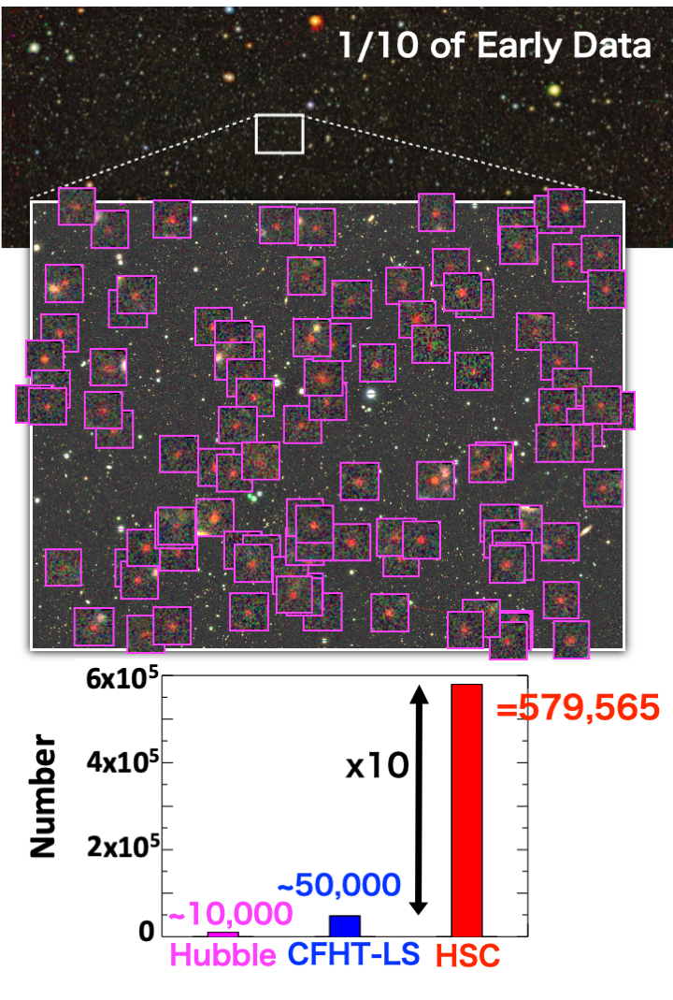 1/10 of Early Data
6x10⁵
=579,565
4x10⁵
x10
Number
2x10⁵
~50,000
~10,000
0
Hubble CFHT-LS HSC